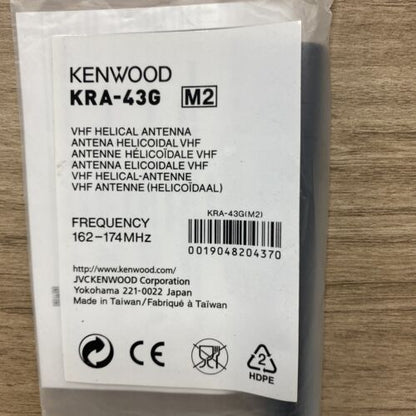 KENWOOD
KRA-43G M2
VHF HELICAL ANTENNA
ANTENA HELICOIDAL VHF
ANTENNE HÉLICOÏDALE VHF
ANTENNA ELICOIDALE VHF
VHF HELICAL-ANTENNE
VHF ANTENNE (HELICOÏDAAL)
FREQUENCY
162-174MHz
KRA-43G(M2)
0019048204370
http://www.kenwood.com/
JVCKENWOOD Corporation
Yokohama 221-0022 Japan
Made in Taiwan/Fabriqué à Taïwan
CE
2
HDPE